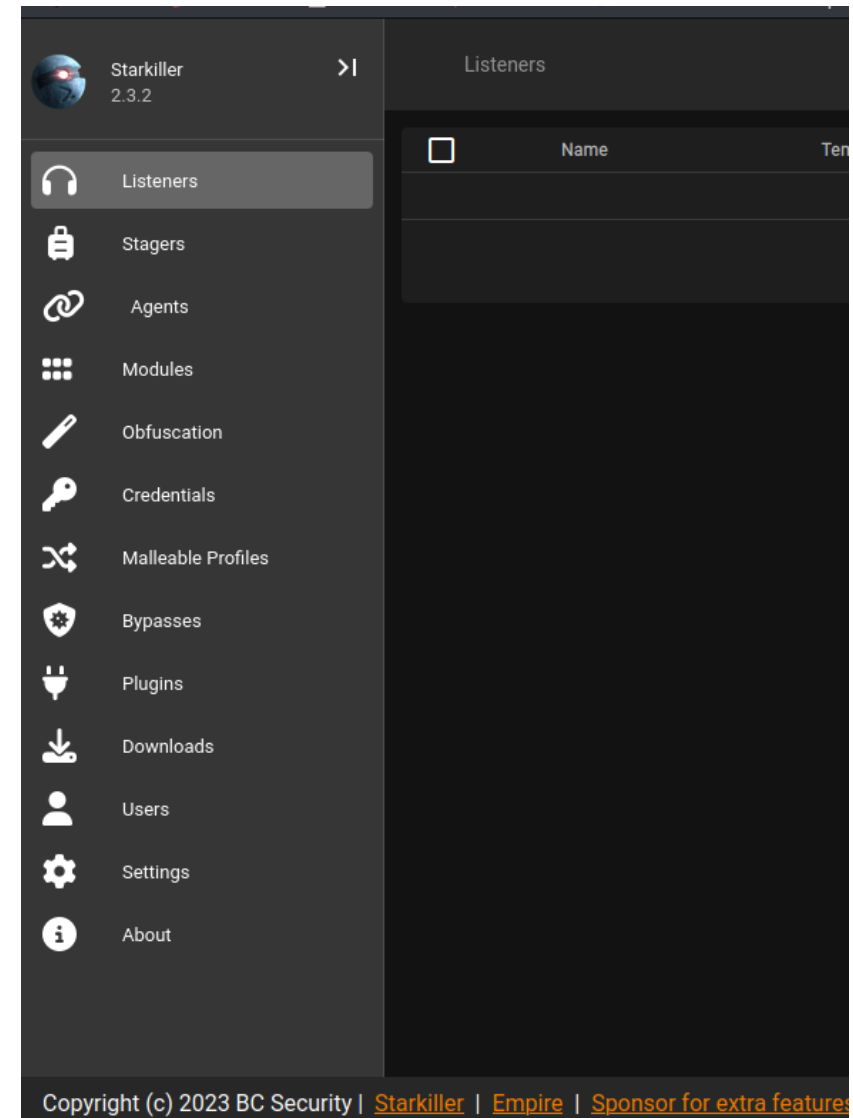 Starkiller
2.3.2
Listeners
Stagers
Agents
Modules
Obfuscation
Credentials
Malleable Profiles
Bypasses
Plugins
Downloads
Users
Settings
About
Listeners
Name
Copyright (c) 2023 BC Security | Starkiller | Empire | Sponsor for extra features